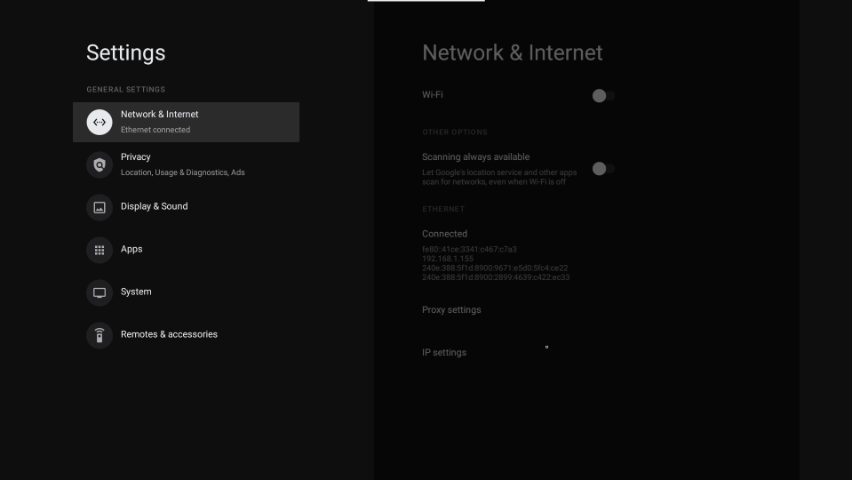 Settings
GENERAL SETTINGS
Network & Internet
Ethernet connected
Privacy
Location, Usage & Diagnostics, Ads
Display & Sound
Apps
System
Remotes & accessories
Network & Internet
Wi-Fi
OTHER OPTIONS
Scanning always available
Let Google's location service and other apps
scan for networks, even when Wi-Fi is off
ETHERNET
Connected
fe80::41ce:3341:c467:c7a3
192.168.1.155
240e:388:5f1d:8900:9671:e5d0:5fc4:ce22
240e:388:5f1d:8900:2899:4639:c422:ec33
Proxy settings
IP settings